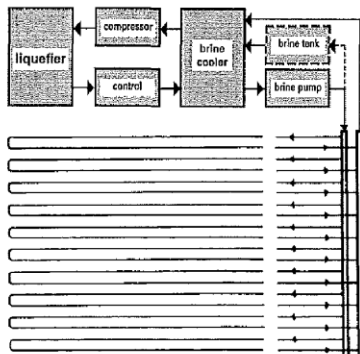 compressor
liquefier
control
brine
cooler
brine tank
brine pump